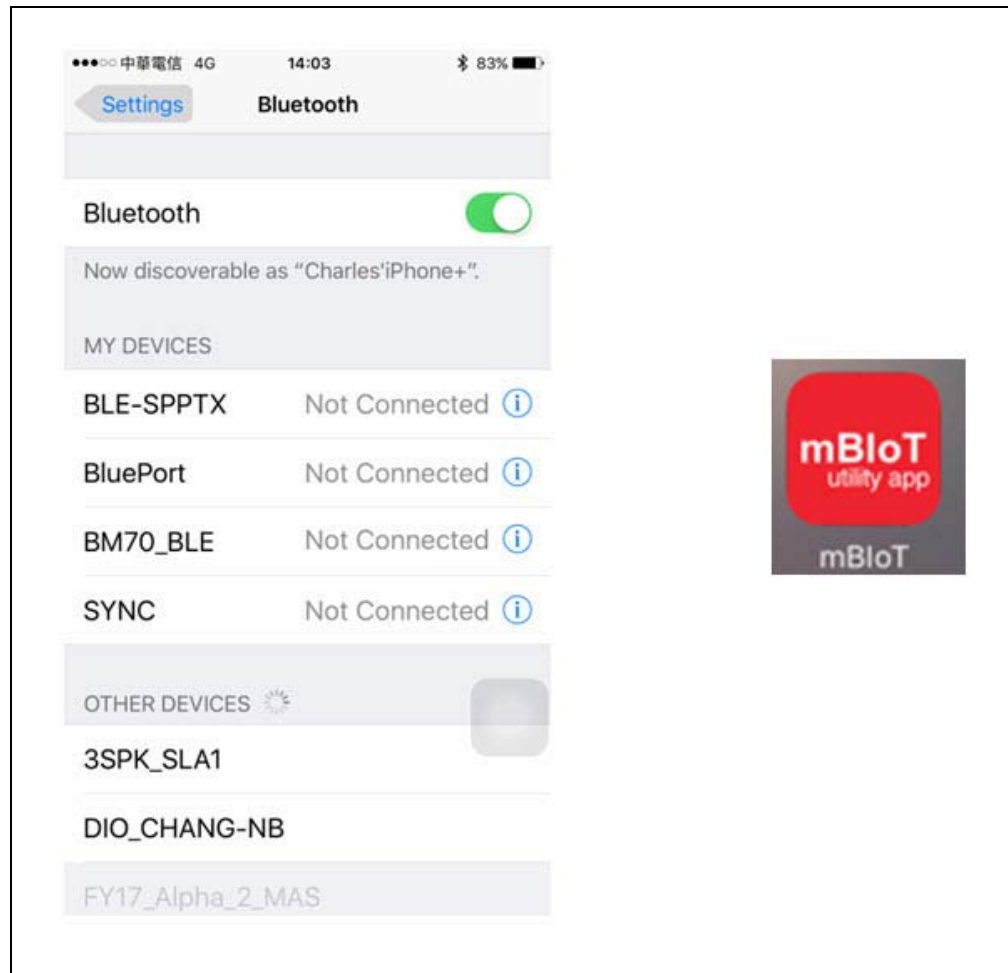 中華電信 4G 14:03 83%
Settings Bluetooth
Bluetooth
Now discoverable as “Charles'iPhone+”.
MY DEVICES
BLE-SPPTX Not Connected
BluePort Not Connected
BM70_BLE Not Connected
SYNC Not Connected
OTHER DEVICES
3SPK_SLA1
DIO_CHANG-NB
FY17_Alpha_2_MAS
mBIoT
utility app
mBIoT